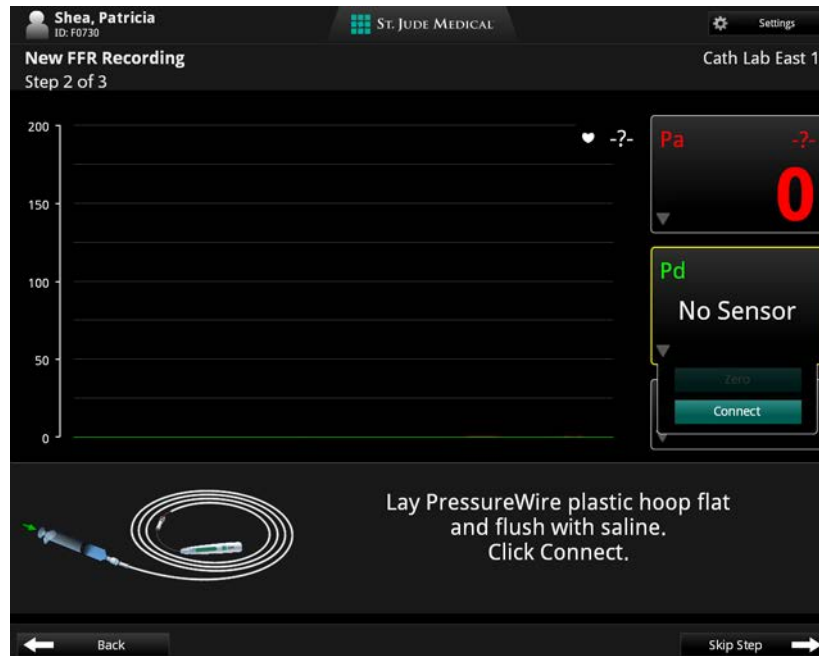 Shea, Patricia
ID: F0730
ST. JUDE MEDICAL
Settings
New FFR Recording
Cath Lab East 1
Step 2 of 3
200
150
100
50
0
-?-
Pa
-?-
0
Pd
No Sensor
Zero
Connect
Lay PressureWire plastic hoop flat
and flush with saline.
Click Connect.
Back
Skip Step